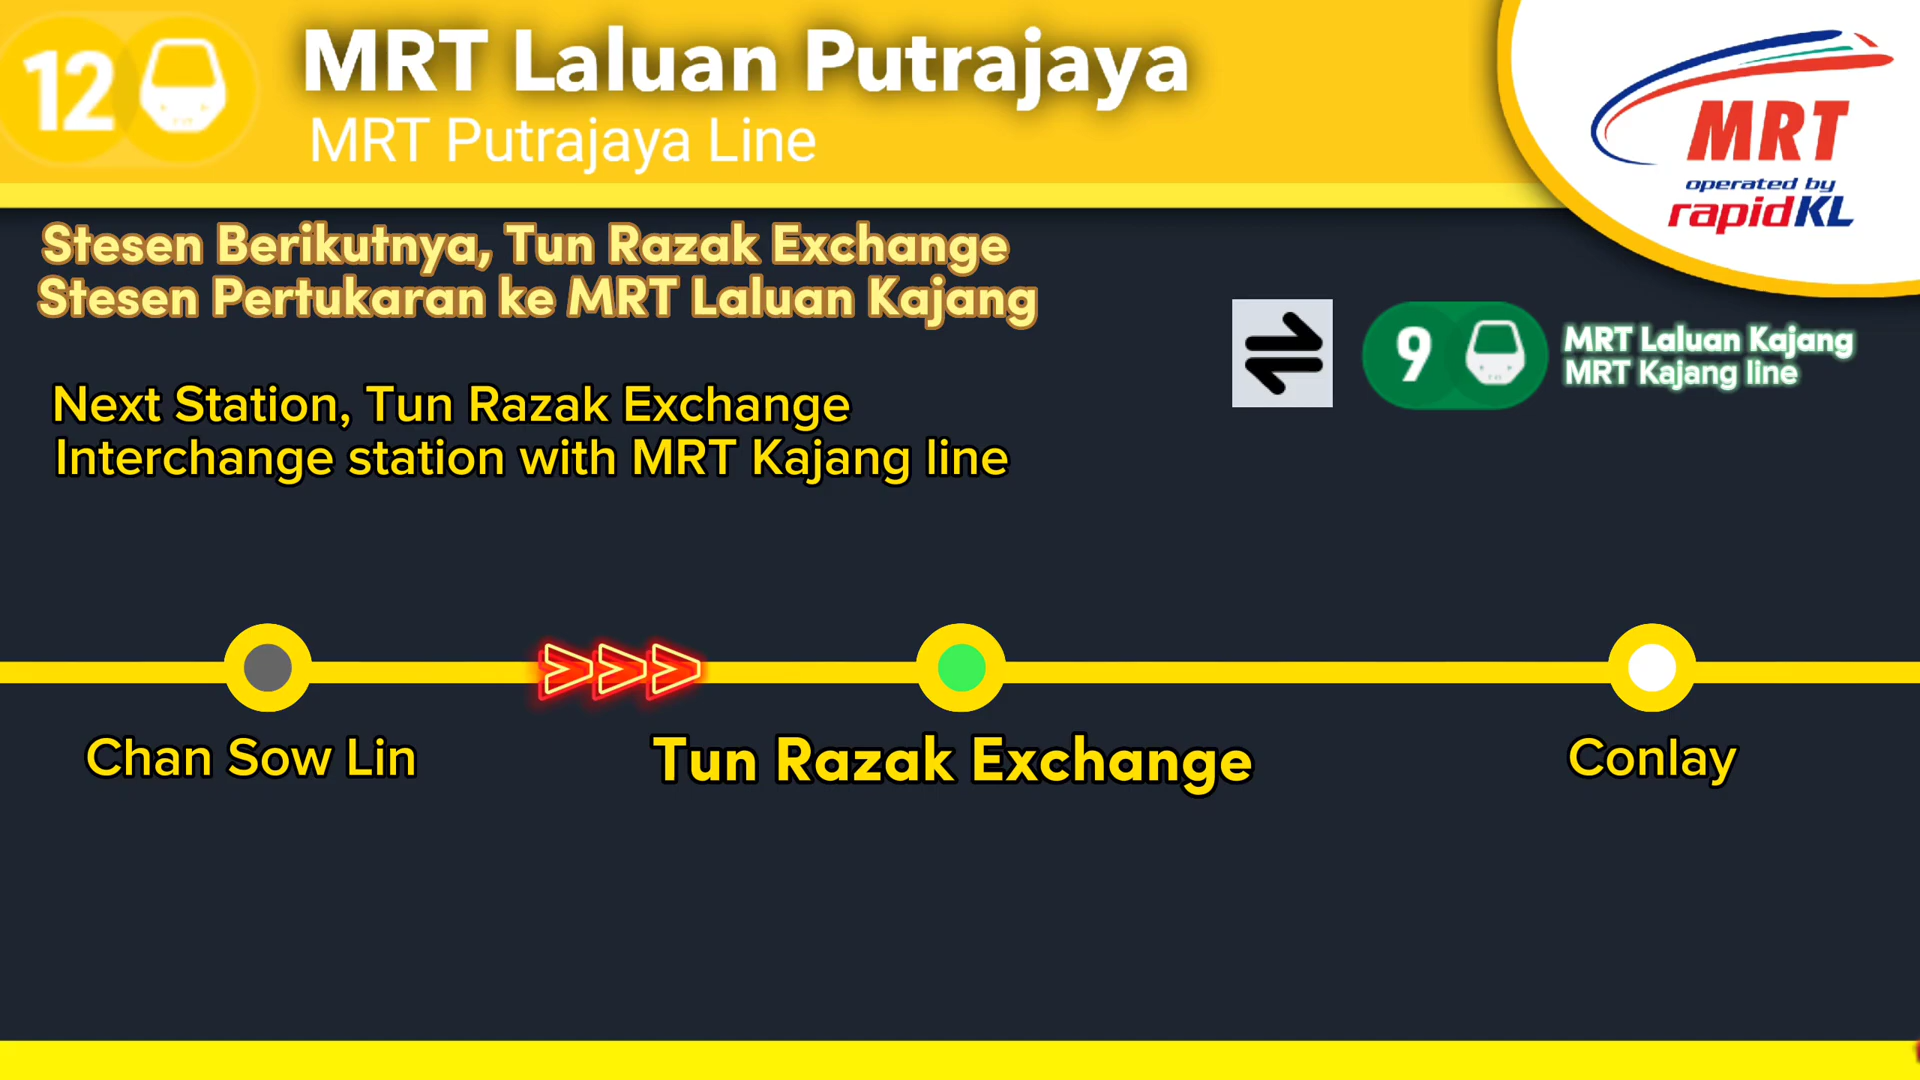 12
MRT Laluan Putrajaya
MRT Putrajaya Line
MRT
operated by
rapidKL
Stesen Berikutnya, Tun Razak Exchange
Stesen Pertukaran ke MRT Laluan Kajang
9
MRT Laluan Kajang
MRT Kajang line
Next Station, Tun Razak Exchange
Interchange station with MRT Kajang line
Chan Sow Lin
Tun Razak Exchange
Conlay